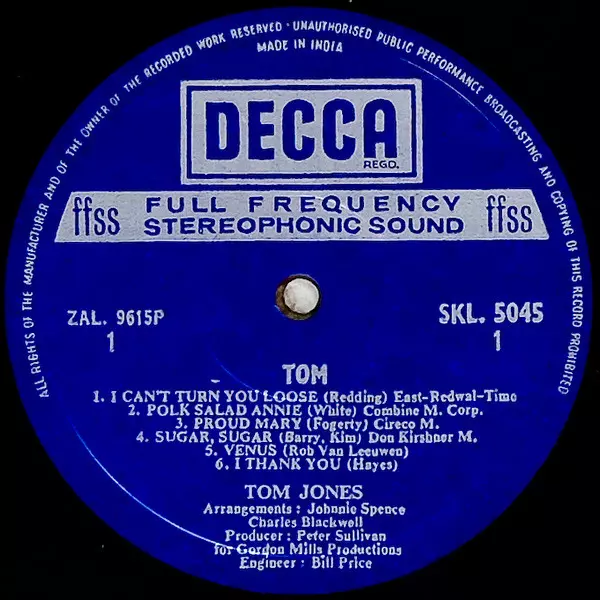 ALL RIGHTS OF THE MANUFACTURER AND OF THE OWNER OF THE RECORDED WORK RESERVED · UNAUTHORISED PUBLIC PERFORMANCE BROADCASTING AND COPYING OF THIS RECORD PROHIBITED
MADE IN INDIA
DECCA
REGD.
ffss FULL FREQUENCY STEREOPHONIC SOUND ffss
ZAL. 9615P
1
SKL. 5045
1
TOM
1. I CAN'T TURN YOU LOOSE (Redding) East-Redwal-Time
2. POLK SALAD ANNIE (White) Combine M. Corp.
3. PROUD MARY (Fogerty) Cireco M.
4. SUGAR, SUGAR (Barry, Kim) Don Kirshner M.
5. VENUS (Rob Van Leeuwen)
6. I THANK YOU (Hayes)
TOM JONES
Arrangements : Johnnie Spence
Charles Blackwell
Producer : Peter Sullivan
for Gordon Mills Productions
Engineer : Bill Price